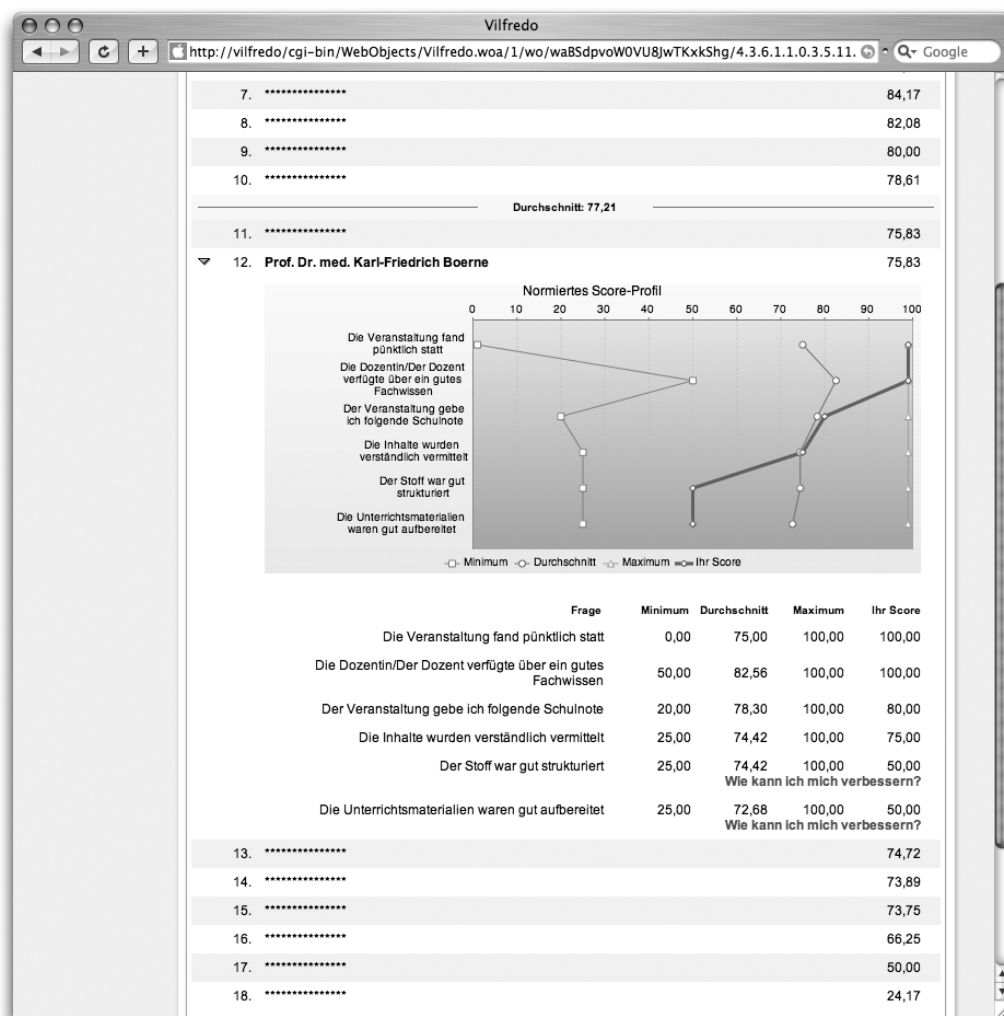 Vilfredo
http://vilfredo/cgi-bin/WebObjects/Vilfredo.woa/1/wo/waBSdpvoW0VU8JwTKxkShg/4.3.6.1.1.0.3.5.11.
Google
7. *************** 84,17
8. *************** 82,08
9. *************** 80,00
10. *************** 78,61
Durchschnitt: 77,21
11. *************** 75,83
12. Prof. Dr. med. Karl-Friedrich Boerne 75,83
Normiertes Score-Profil
0 10 20 30 40 50 60 70 80 90 100
Die Veranstaltung fand
pünktlich statt
Die Dozentin/Der Dozent
verfügte über ein gutes
Fachwissen
Der Veranstaltung gebe
ich folgende Schulnote
Die Inhalte wurden
verständlich vermittelt
Der Stoff war gut
strukturiert
Die Unterrichtsmaterialien
waren gut aufbereitet
Minimum Durchschnitt Maximum Ihr Score
Frage Minimum Durchschnitt Maximum Ihr Score
Die Veranstaltung fand pünktlich statt 0,00 75,00 100,00 100,00
Die Dozentin/Der Dozent verfügte über ein gutes
Fachwissen 50,00 82,56 100,00 100,00
Der Veranstaltung gebe ich folgende Schulnote 20,00 78,30 100,00 80,00
Die Inhalte wurden verständlich vermittelt 25,00 74,42 100,00 75,00
Der Stoff war gut strukturiert 25,00 74,42 100,00 50,00
Wie kann ich mich verbessern?
Die Unterrichtsmaterialien waren gut aufbereitet 25,00 72,68 100,00 50,00
Wie kann ich mich verbessern?
13. *************** 74,72
14. *************** 73,89
15. *************** 73,75
16. *************** 66,25
17. *************** 50,00
18. *************** 24,17